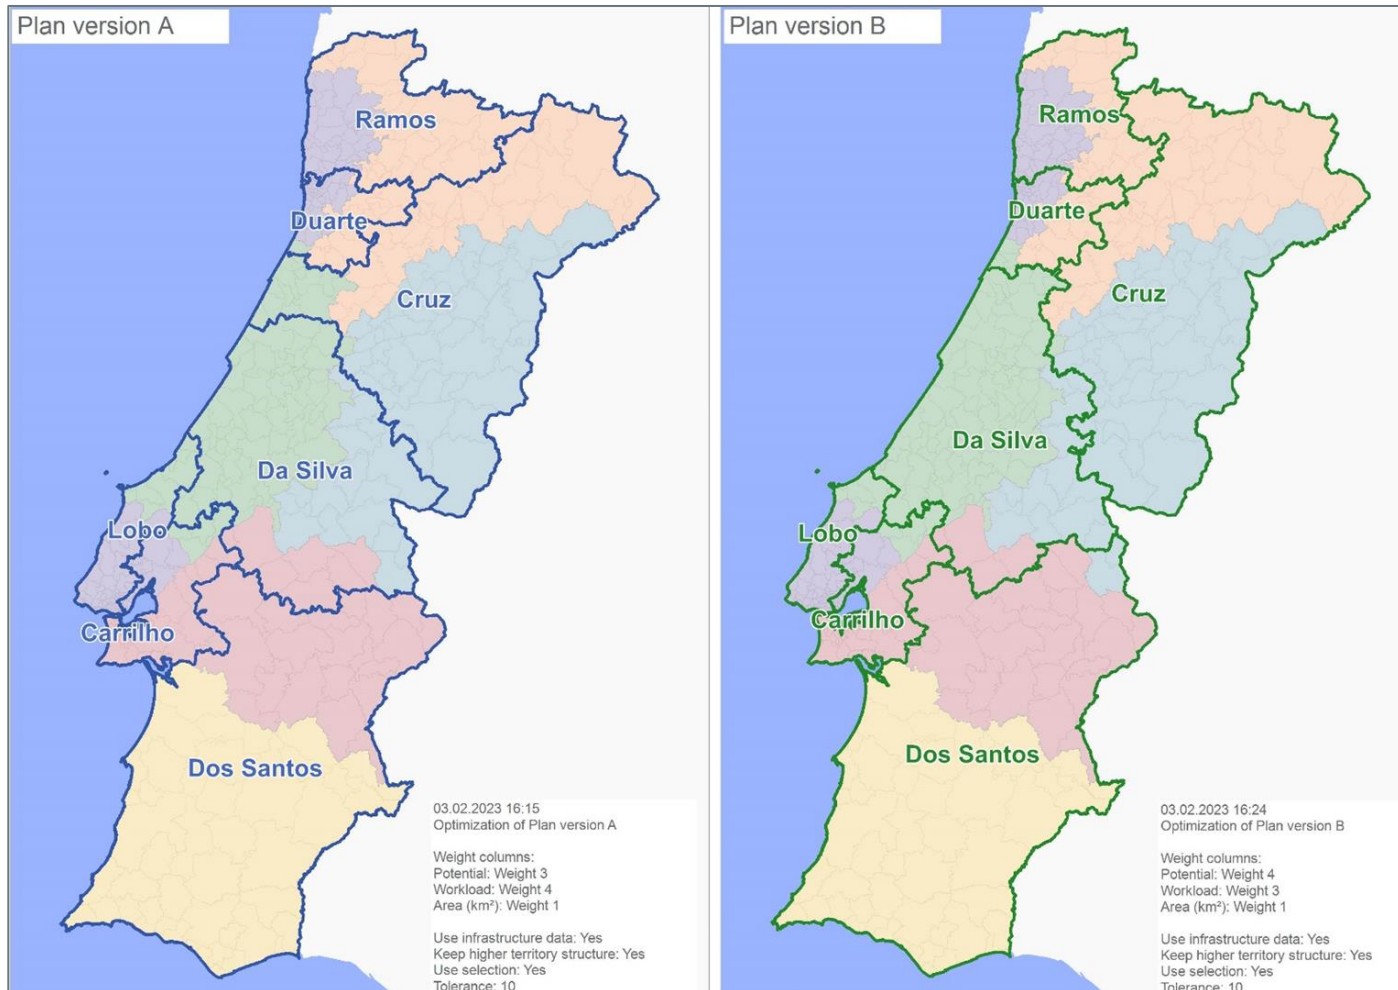 Plan version A
Ramos
Duarte
Cruz
Da Silva
Lobo
Carrilho
Dos Santos
03.02.2023 16:15
Optimization of Plan version A
Weight columns:
Potential: Weight 3
Workload: Weight 4
Area (km²): Weight 1
Use infrastructure data: Yes
Keep higher territory structure: Yes
Use selection: Yes
Tolerance: 10
Plan version B
Ramos
Duarte
Cruz
Da Silva
Lobo
Carrilho
Dos Santos
03.02.2023 16:24
Optimization of Plan version B
Weight columns:
Potential: Weight 4
Workload: Weight 3
Area (km²): Weight 1
Use infrastructure data: Yes
Keep higher territory structure: Yes
Use selection: Yes
Tolerance: 10